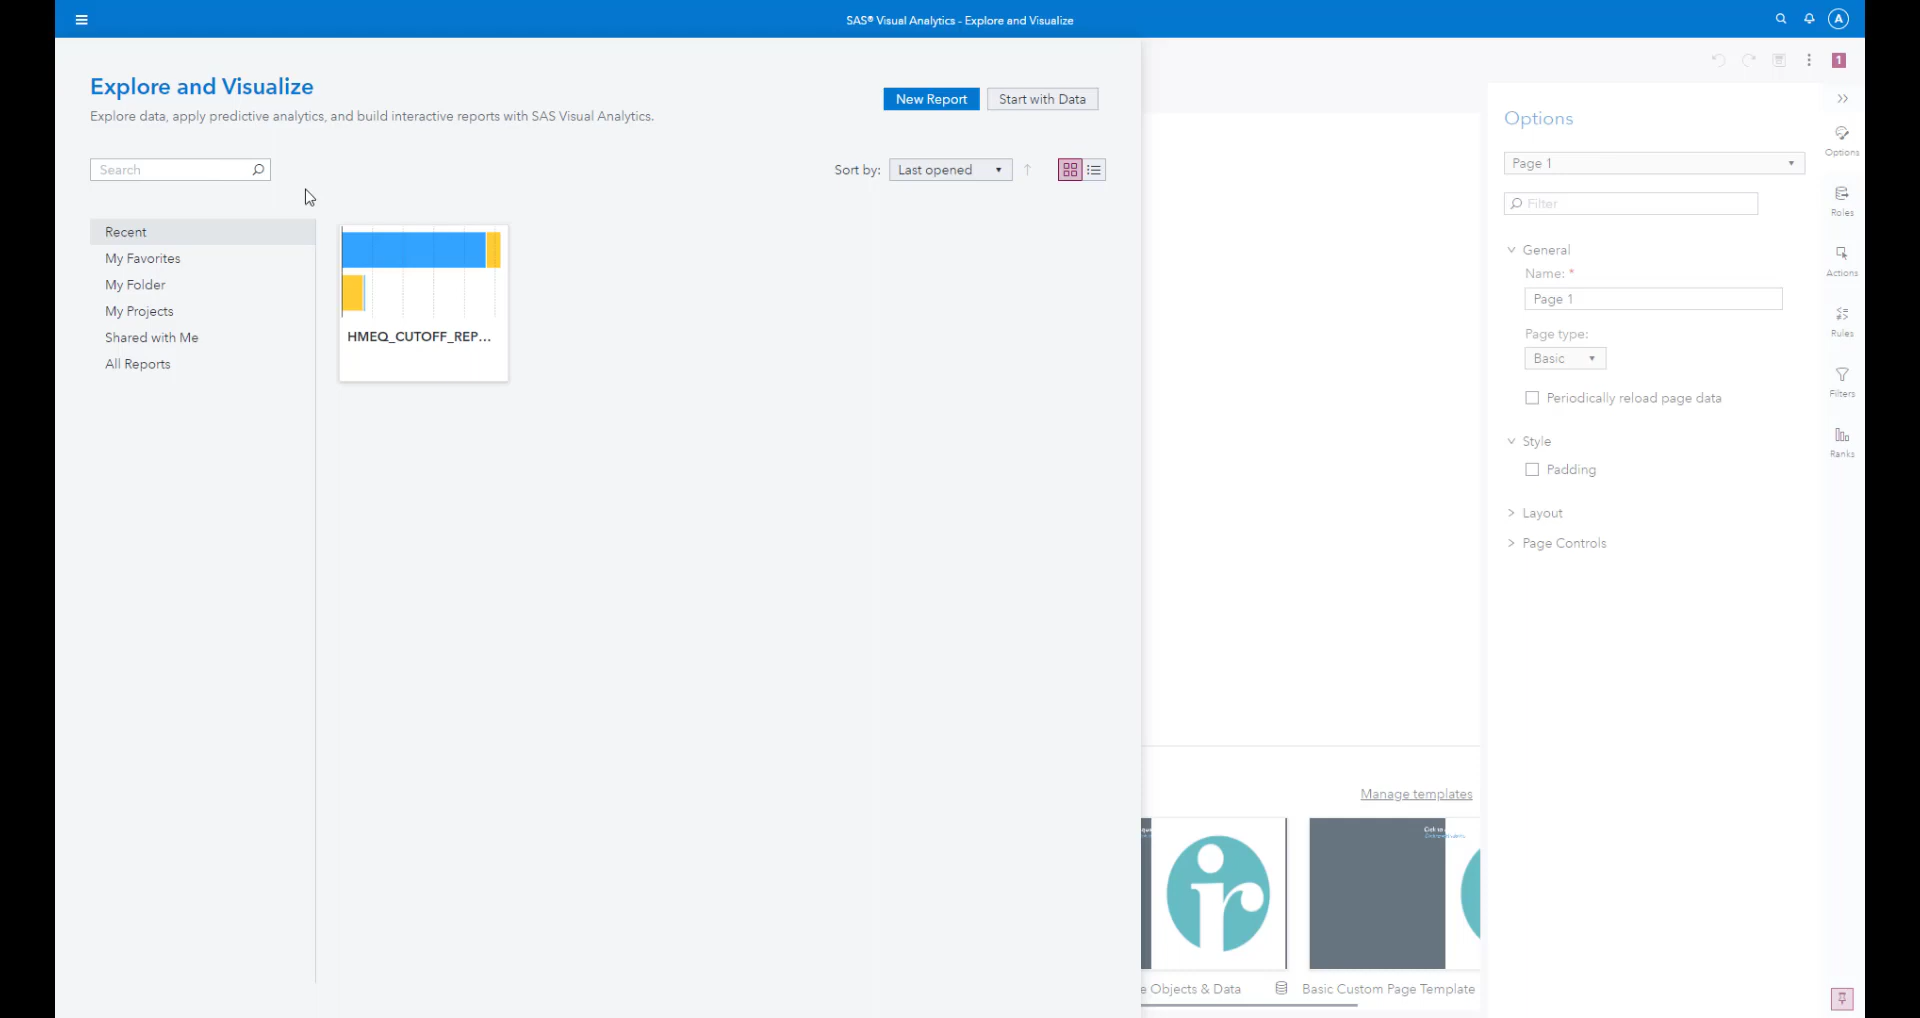 SAS® Visual Analytics - Explore and Visualize
A
Explore and Visualize
Explore data, apply predictive analytics, and build interactive reports with SAS Visual Analytics.
New Report
Start with Data
Search
Sort by:
Last opened
Recent
My Favorites
My Folder
My Projects
Shared with Me
All Reports
HMEQ_CUTOFF_REP...
1
Options
Page 1
Filter
General
Name: *
Page 1
Page type:
Basic
Periodically reload page data
Style
Padding
Layout
Page Controls
Options
Roles
Actions
Rules
Filters
Ranks
Manage templates
ir
e Objects & Data
Basic Custom Page Template